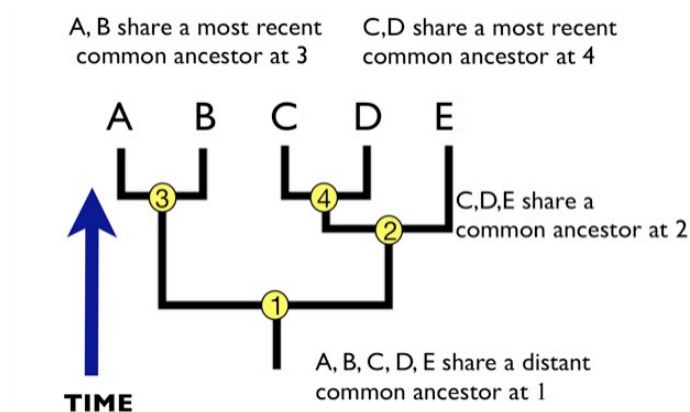 A, B share a most recent
common ancestor at 3
C,D share a most recent
common ancestor at 4
A B C D E
3
4
C,D,E share a
common ancestor at 2
2
1
A, B, C, D, E share a distant
common ancestor at 1
TIME